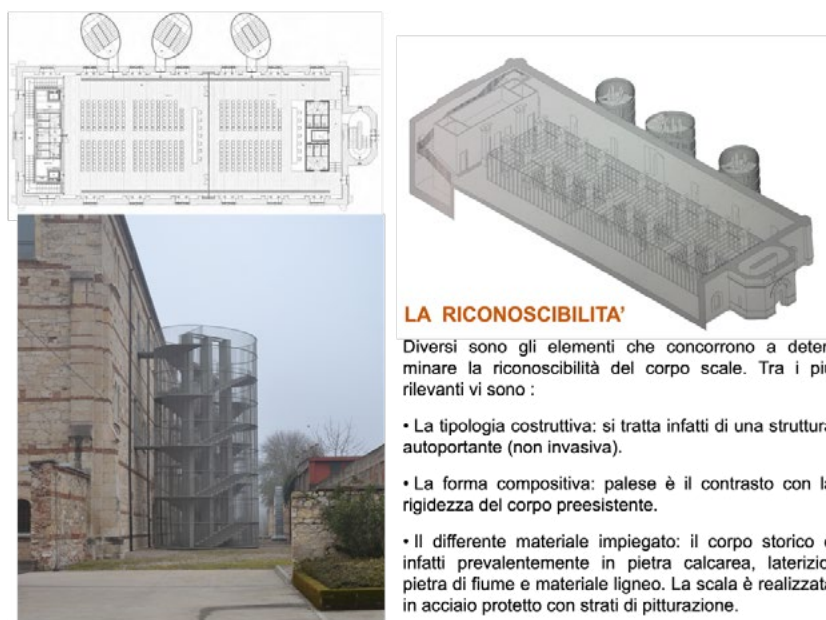 LA RICONOSCIBILITA’
Diversi sono gli elementi che concorrono a deter
minare la riconoscibilità del corpo scale. Tra i più
rilevanti vi sono :
• La tipologia costruttiva: si tratta infatti di una struttura
autoportante (non invasiva).
• La forma compositiva: palese è il contrasto con la
rigidezza del corpo preesistente.
• Il differente materiale impiegato: il corpo storico è
infatti prevalentemente in pietra calcarea, laterizio
pietra di fiume e materiale ligneo. La scala è realizzata
in acciaio protetto con strati di pitturazione.